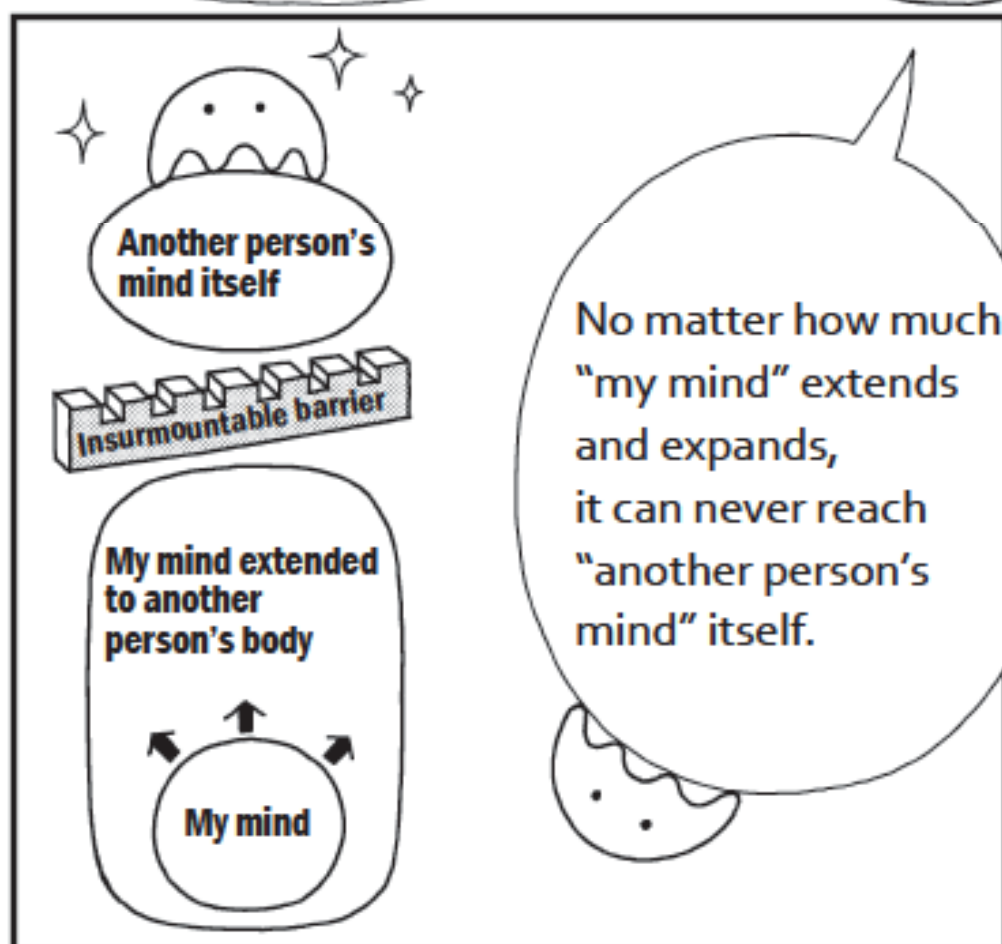 Another person's
mind itself
Insurmountable barrier
My mind extended
to another
person's body
My mind
No matter how much
“my mind” extends
and expands,
it can never reach
“another person's
mind” itself.